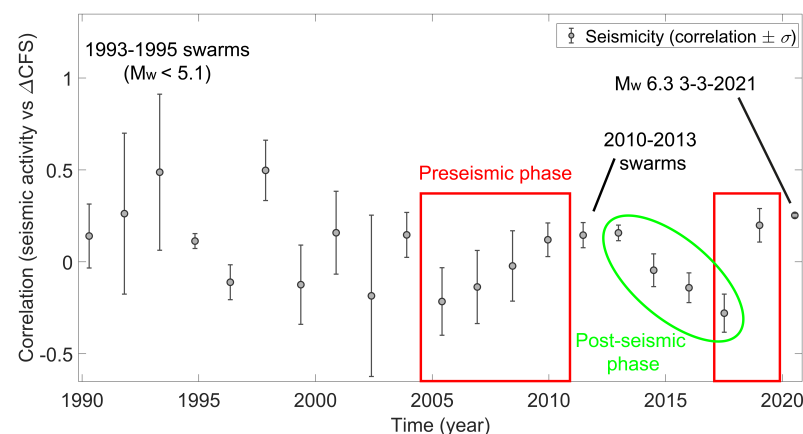 1993-1995 swarms
(Mw < 5.1)
Seismicity (correlation ± σ)
Mw 6.3 3-3-2021
2010-2013
swarms
Preseismic phase
Post-seismic
phase
Correlation (seismic activity vs ΔCFS)
1
0.5
0
-0.5
1990
1995
2000
2005
2010
2015
2020
Time (year)